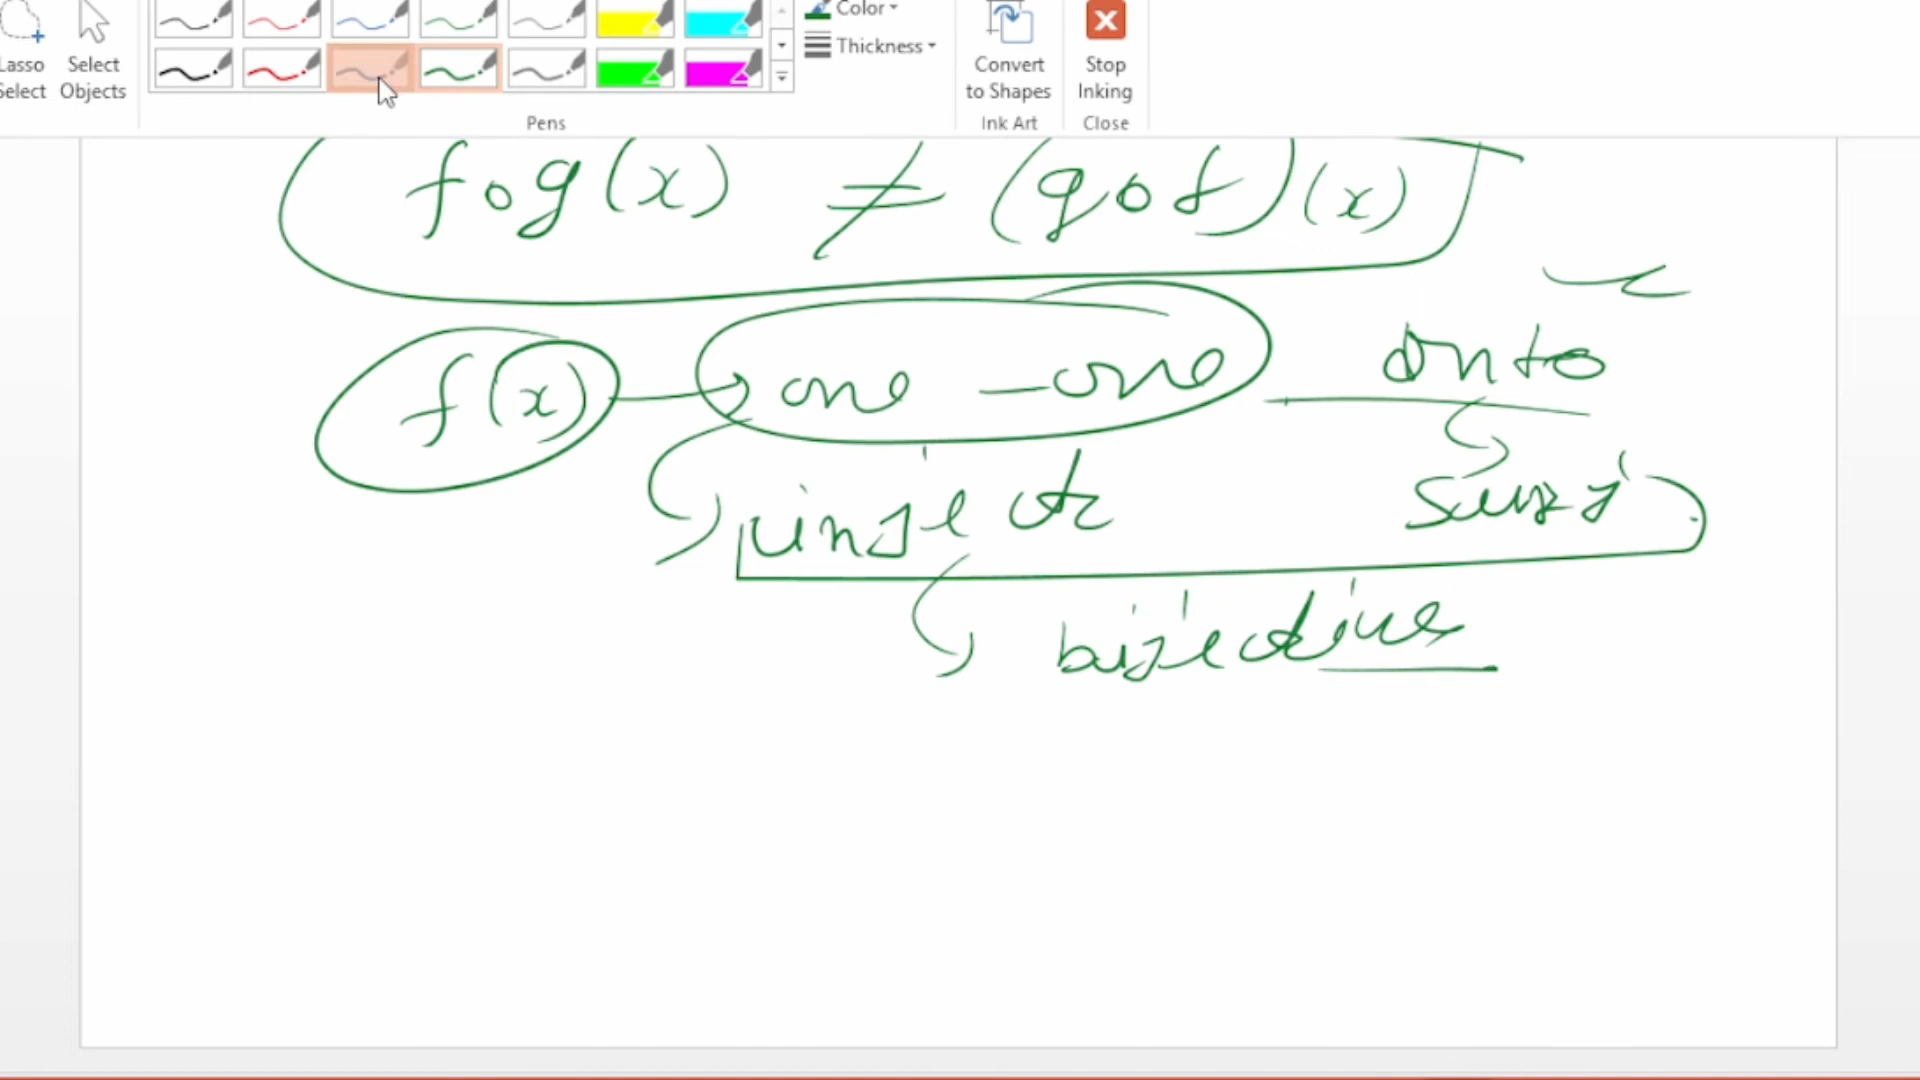 Color
Lasso Select
Select Objects
Thickness
Convert to Shapes
Stop Inking
Pens
Ink Art
Close
fog(x) ≠ (gof)(x)
f(x) → one - one onto
injective surj
bijective